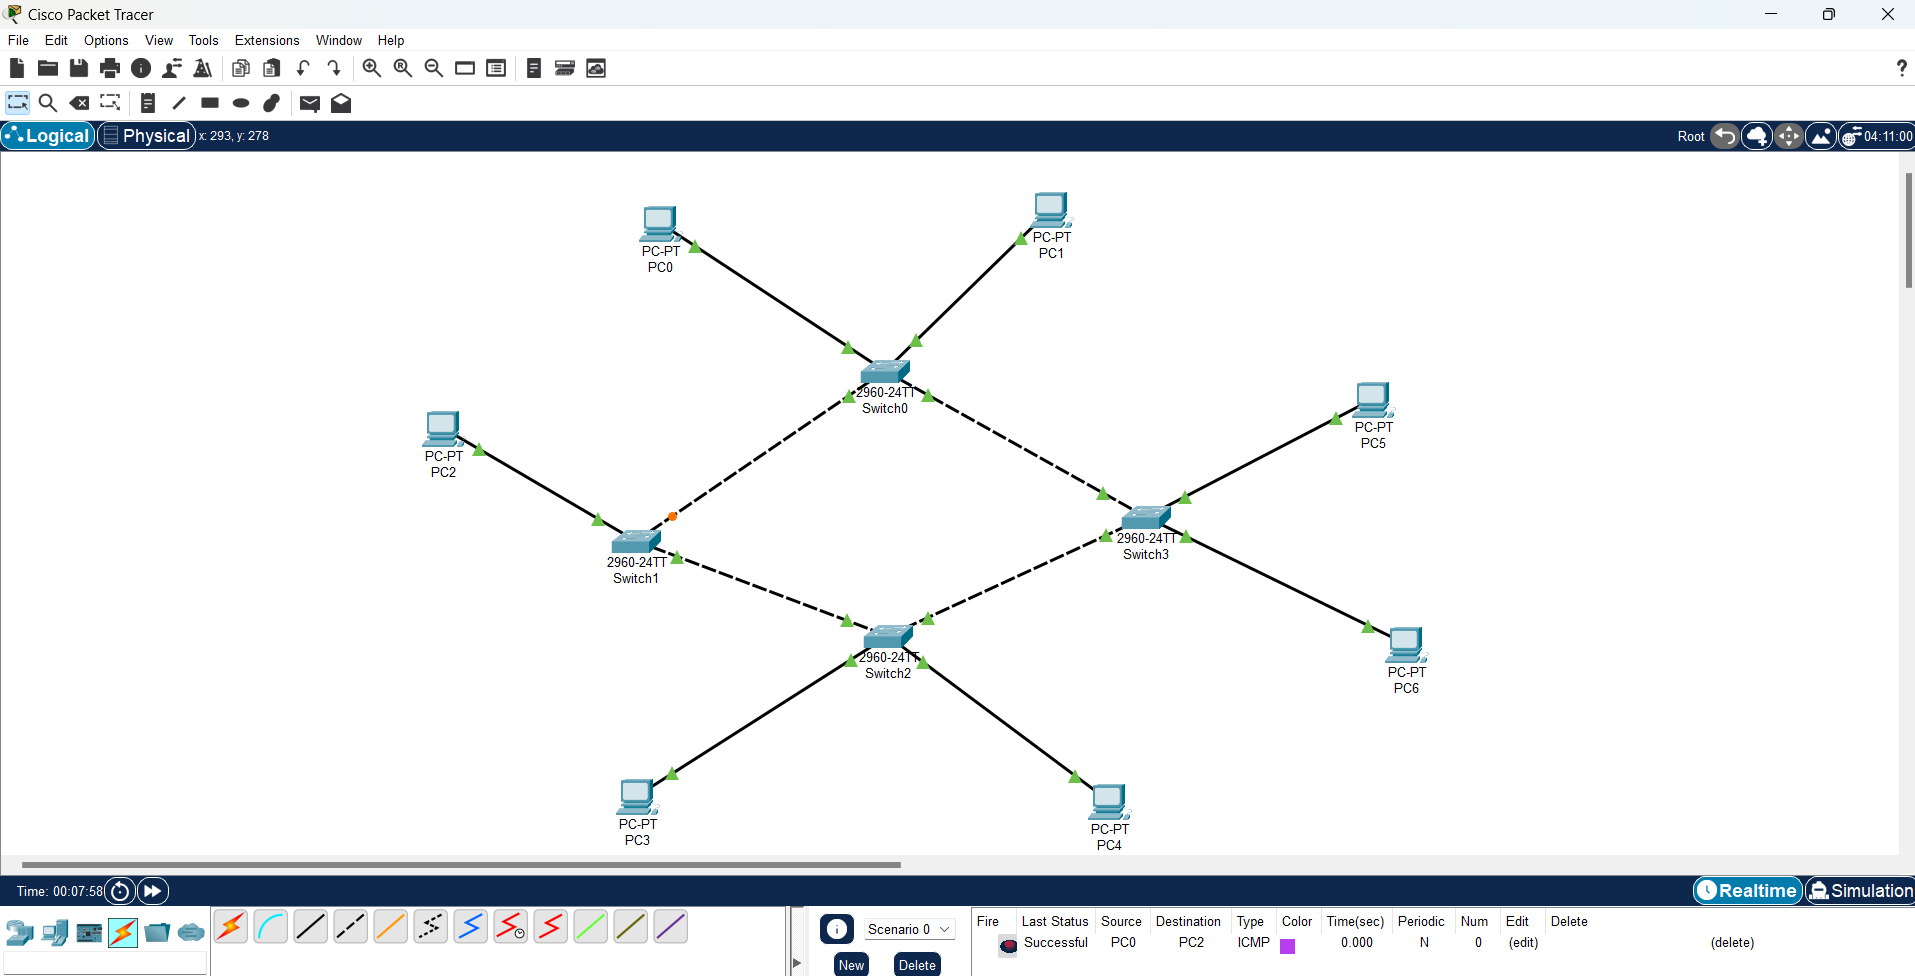 Cisco Packet Tracer
File Edit Options View Tools Extensions Window Help
?
Logical Physical x: 293, y: 278 Root 04:11:00
PC-PT
PC0
PC-PT
PC1
2960-24TT
Switch0
PC-PT
PC5
PC-PT
PC2
2960-24TT
Switch3
2960-24TT
Switch1
2960-24TT
Switch2
PC-PT
PC6
PC-PT
PC3
PC-PT
PC4
Time: 00:07:58 Realtime Simulation
Scenario 0
New Delete
Fire Last Status Source Destination Type Color Time(sec) Periodic Num Edit Delete
Successful PC0 PC2 ICMP 0.000 N 0 (edit) (delete)